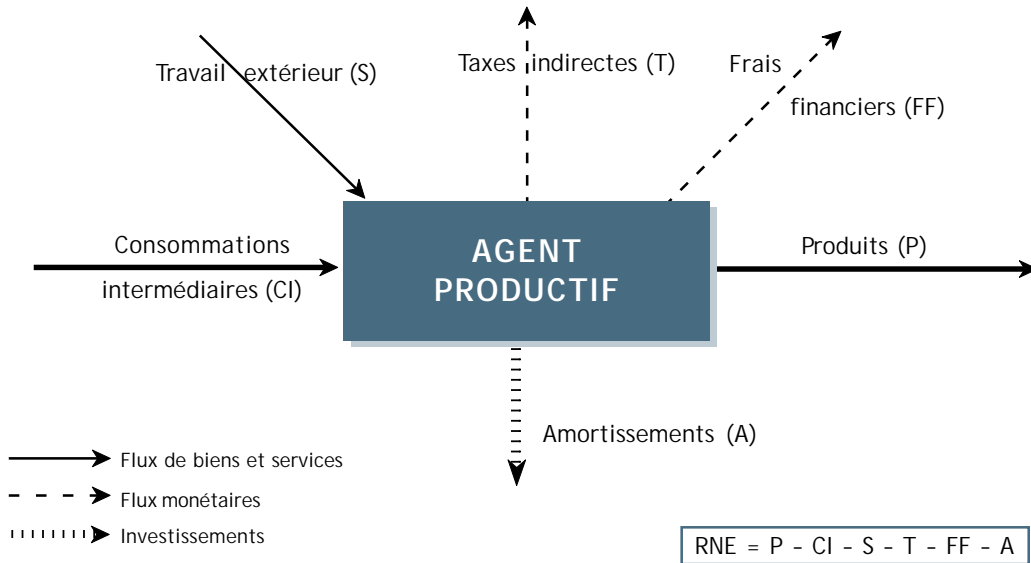 Travail extérieur (S)
Taxes indirectes (T)
Frais
financiers (FF)
Consommations
intermédiaires (CI)
AGENT
PRODUCTIF
Produits (P)
Amortissements (A)
Flux de biens et services
Flux monétaires
Investissements
RNE = P - CI - S - T - FF - A